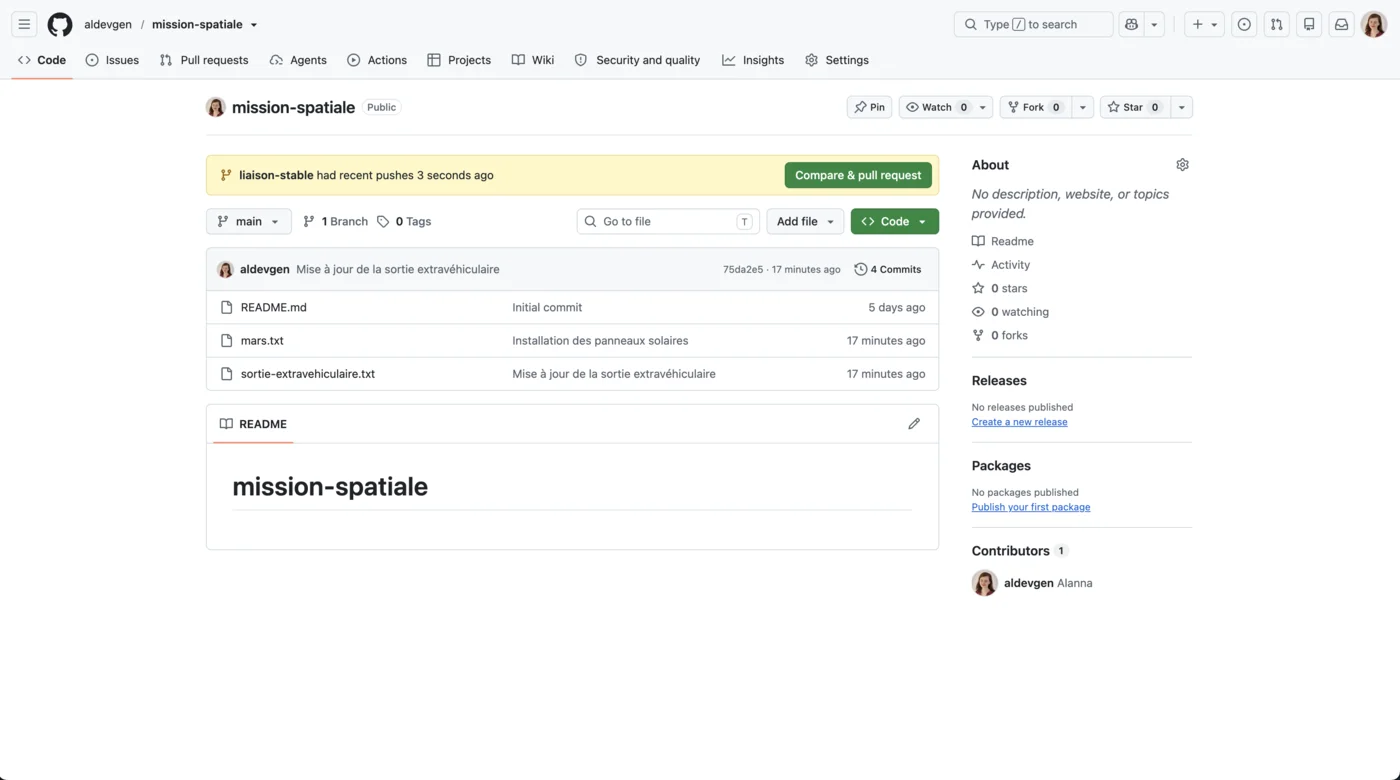 aldevgen / mission-spatiale
Type / to search
Code Issues Pull requests Agents Actions Projects Wiki Security and quality Insights Settings
mission-spatiale Public
Pin Watch 0 Fork 0 Star 0
liaison-stable had recent pushes 3 seconds ago
Compare & pull request
main 1 Branch 0 Tags
Go to file T
Add file
Code
aldevgen Mise à jour de la sortie extravéhiculaire 75da2e5 · 17 minutes ago 4 Commits
README.md Initial commit 5 days ago
mars.txt Installation des panneaux solaires 17 minutes ago
sortie-extravehiculaire.txt Mise à jour de la sortie extravéhiculaire 17 minutes ago
README
mission-spatiale
About
No description, website, or topics
provided.
Readme
Activity
0 stars
0 watching
0 forks
Releases
No releases published
Create a new release
Packages
No packages published
Publish your first package
Contributors 1
aldevgen Alanna